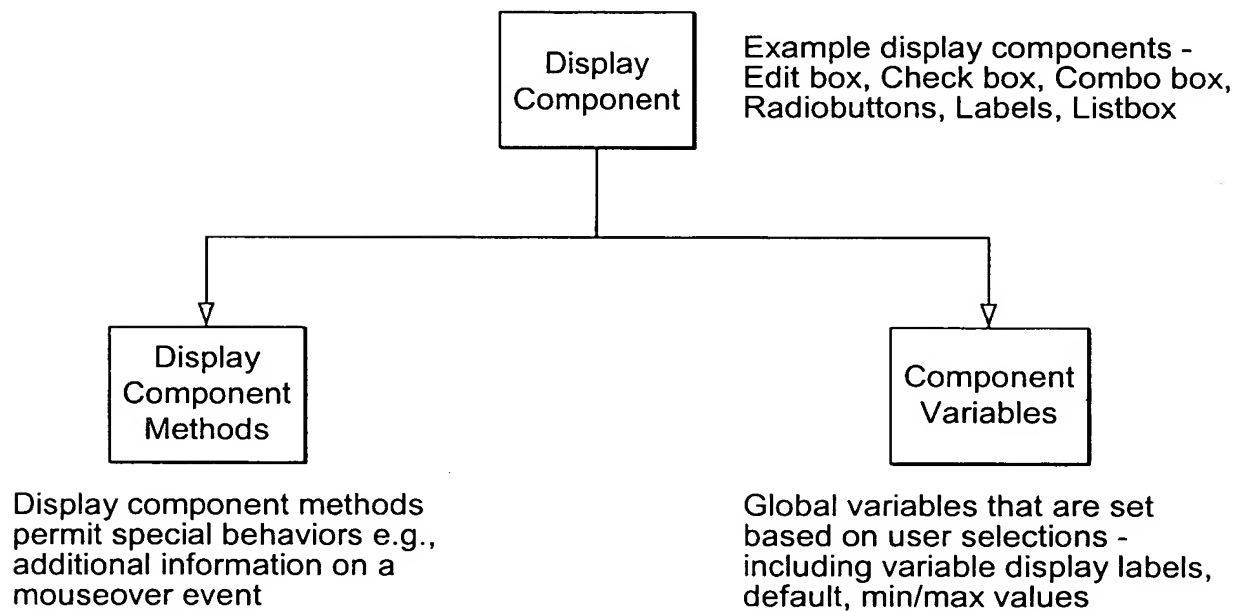 Display
Component
Example display components -
Edit box, Check box, Combo box,
Radiobuttons, Labels, Listbox
Display
Component
Methods
Component
Variables
Display component methods
permit special behaviors e.g.,
additional information on a
mouseover event
Global variables that are set
based on user selections -
including variable display labels,
default, min/max values